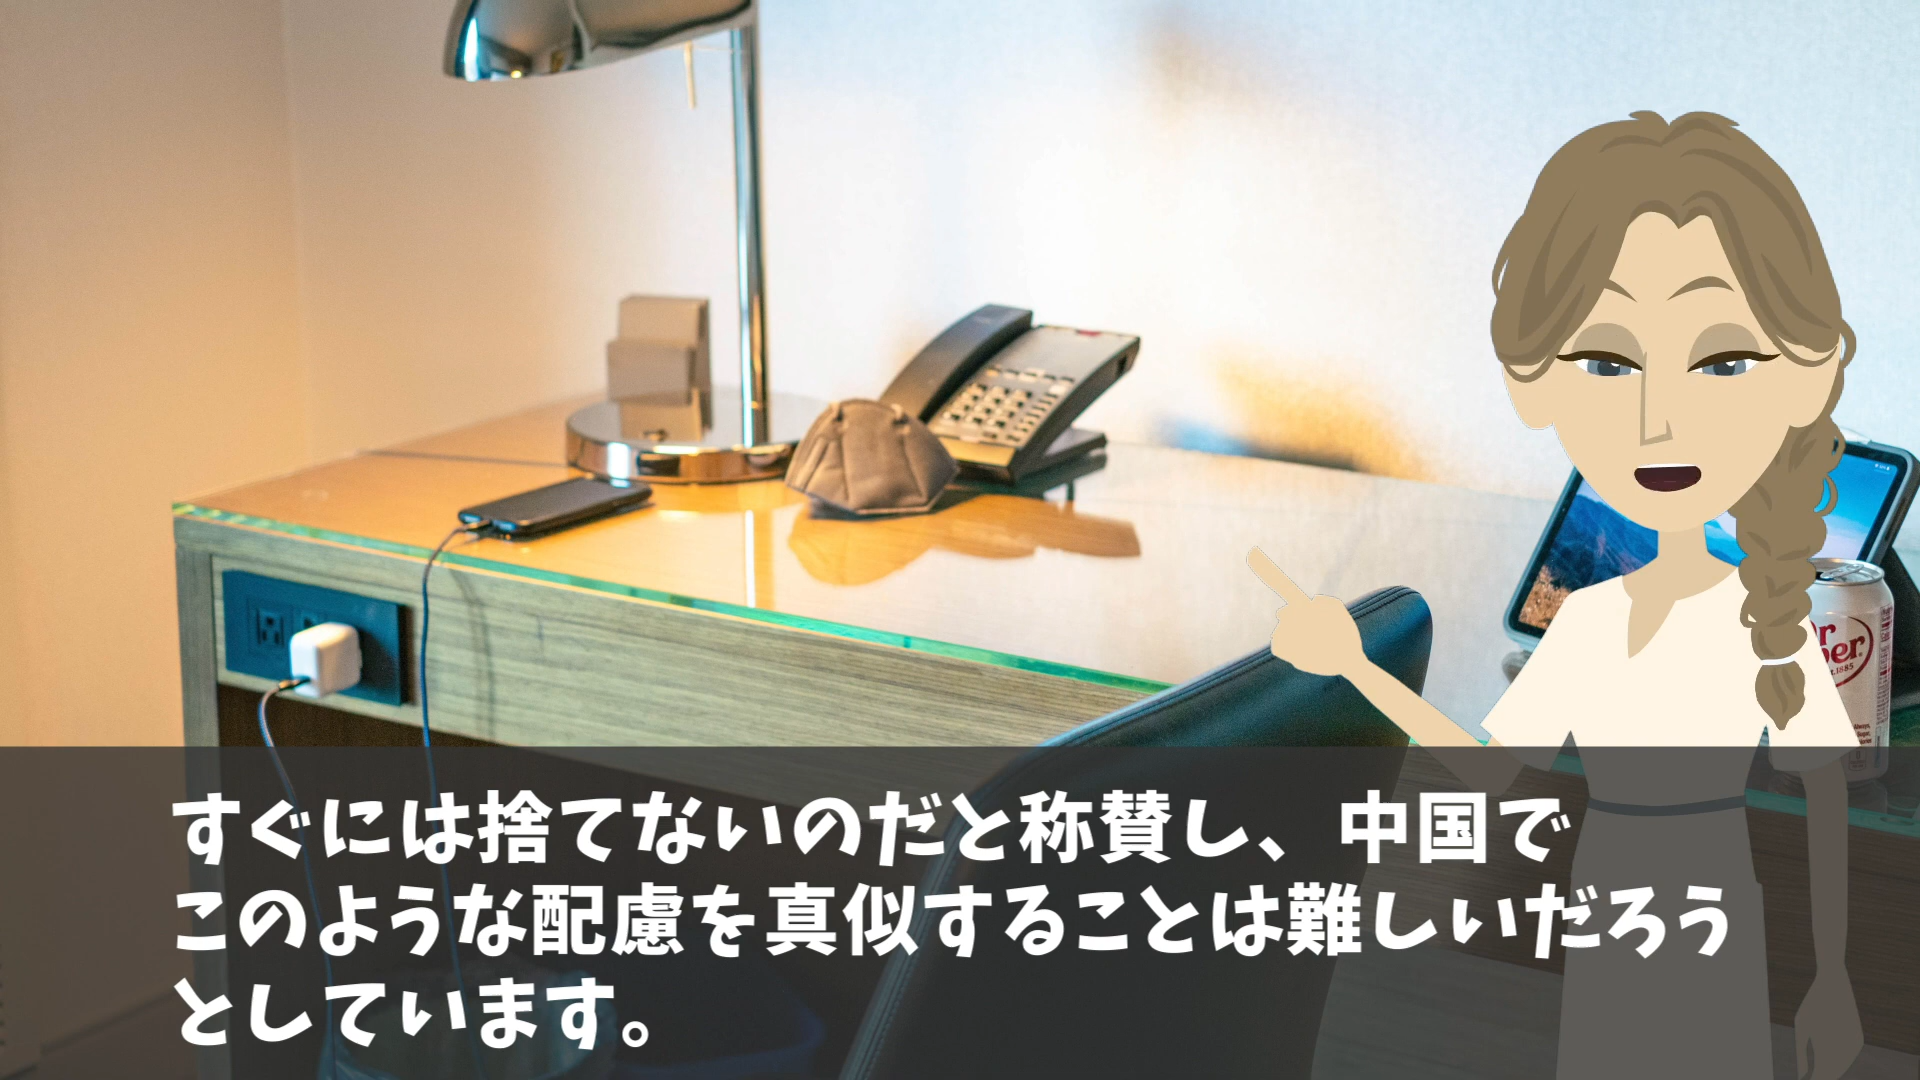 すぐには捨てないのだと称賛し、中国で
このような配慮を真似することは難しいだろう
としています。